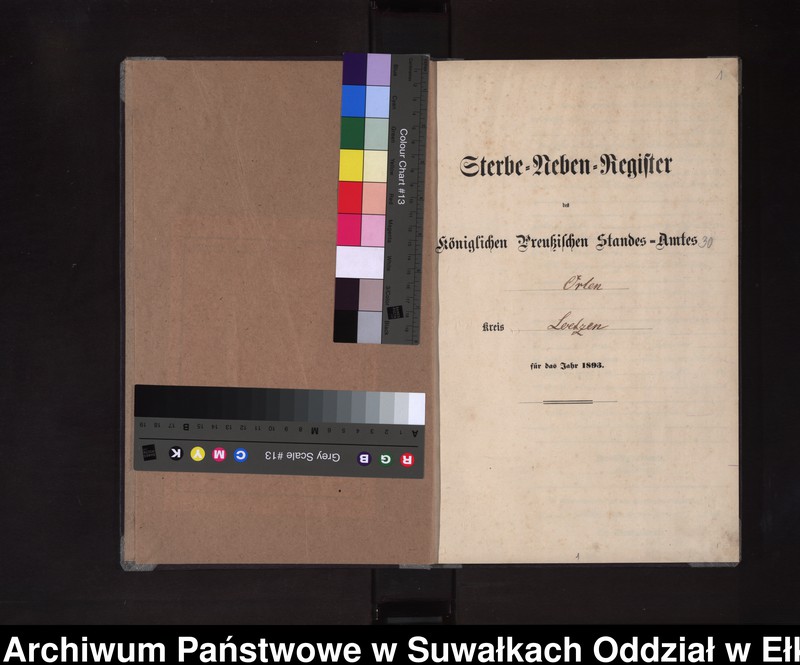 1
Sterbe-Neben-Register
des
Königlichen Preußischen Standes-Amtes 30
Orlen
Kreis Loetzen
für das Jahr 1893.
1
Colour Chart #13
Grey Scale #13
A 1 2 3 4 5 6 M 8 9 10 11 12 13 14 15 B 17 18 19
R G B C M Y K
Archiwum Państwowe w Suwałkach Oddział w Ełk